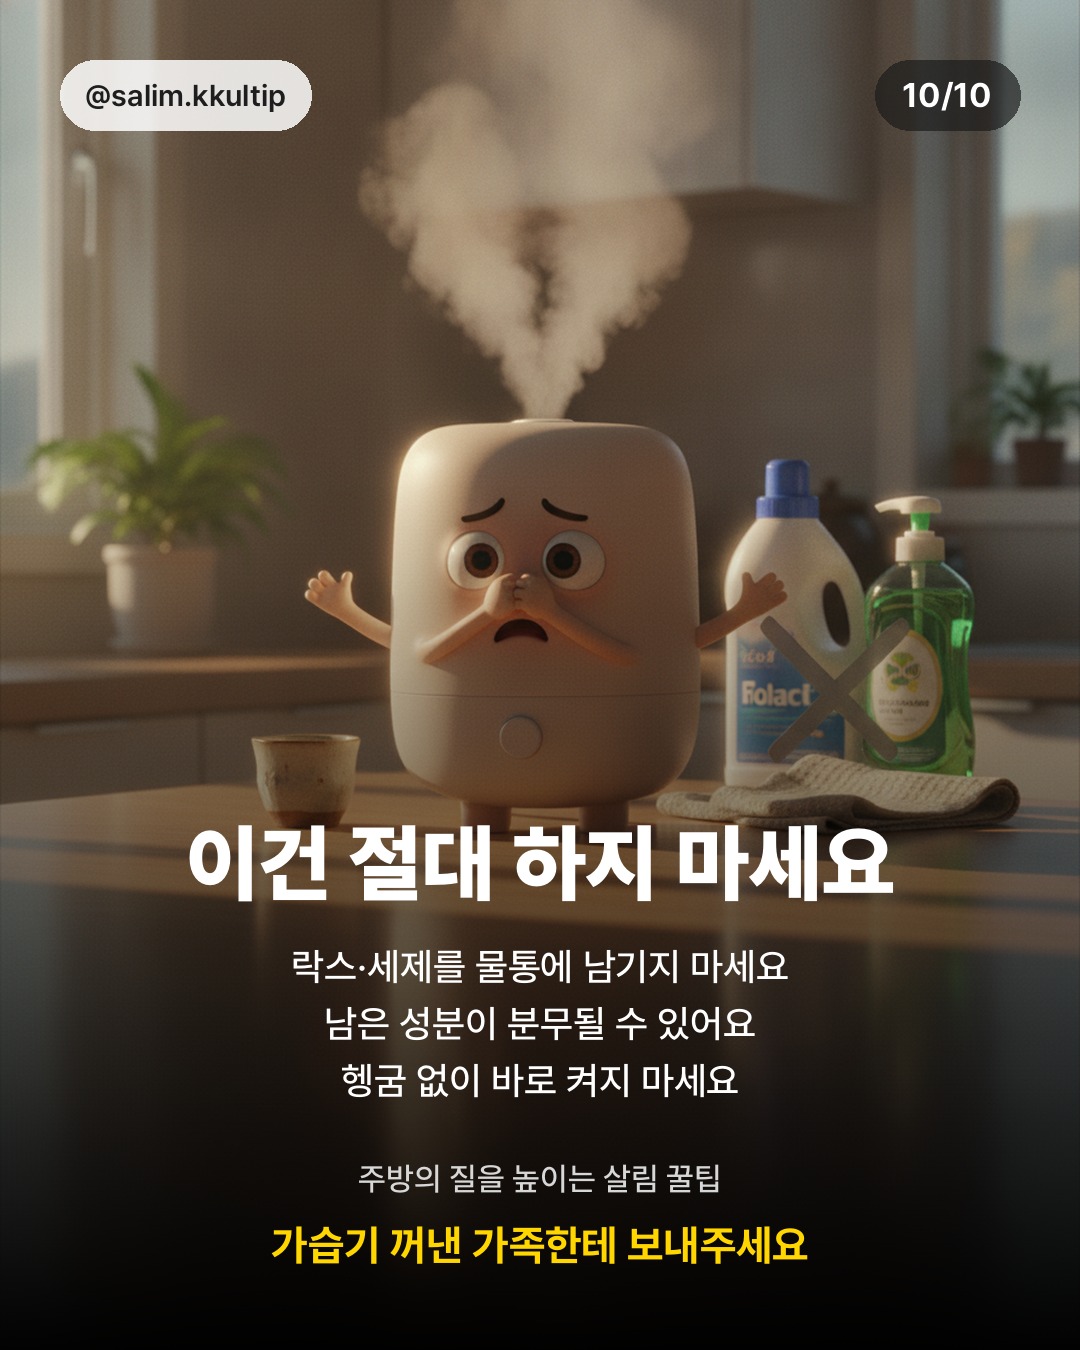 @salim.kkultip
10/10
이건 절대 하지 마세요
락스·세제를 물통에 남기지 마세요
남은 성분이 분무될 수 있어요
헹굼 없이 바로 켜지 마세요
주방의 질을 높이는 살림 꿀팁
가습기 꺼낸 가족한테 보내주세요